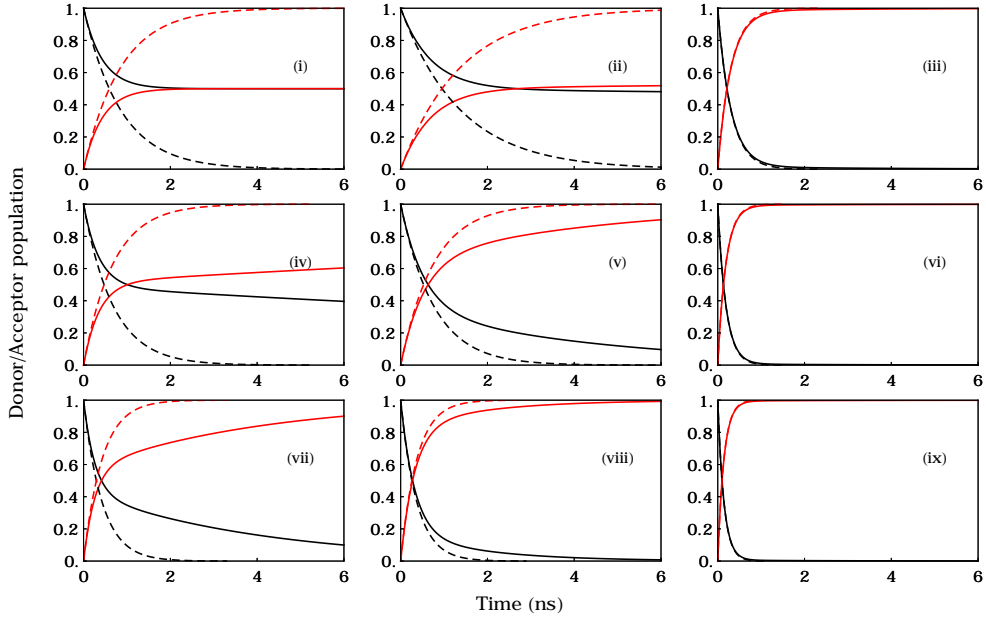 1. 1. 1.
0.8 0.8 0.8
0.6 (i) 0.6 (ii) 0.6 (iii)
0.4 0.4 0.4
0.2 0.2 0.2
0. 0. 0.
0 2 4 6 0 2 4 6 0 2 4 6
1. 1. 1.
0.8 0.8 0.8
0.6 (iv) 0.6 (v) 0.6 (vi)
0.4 0.4 0.4
0.2 0.2 0.2
0. 0. 0.
0 2 4 6 0 2 4 6 0 2 4 6
Donor/Acceptor population
1. 1. 1.
0.8 0.8 0.8
0.6 (vii) 0.6 (viii) 0.6 (ix)
0.4 0.4 0.4
0.2 0.2 0.2
0. 0. 0.
0 2 4 6 0 2 4 6 0 2 4 6
Time (ns)